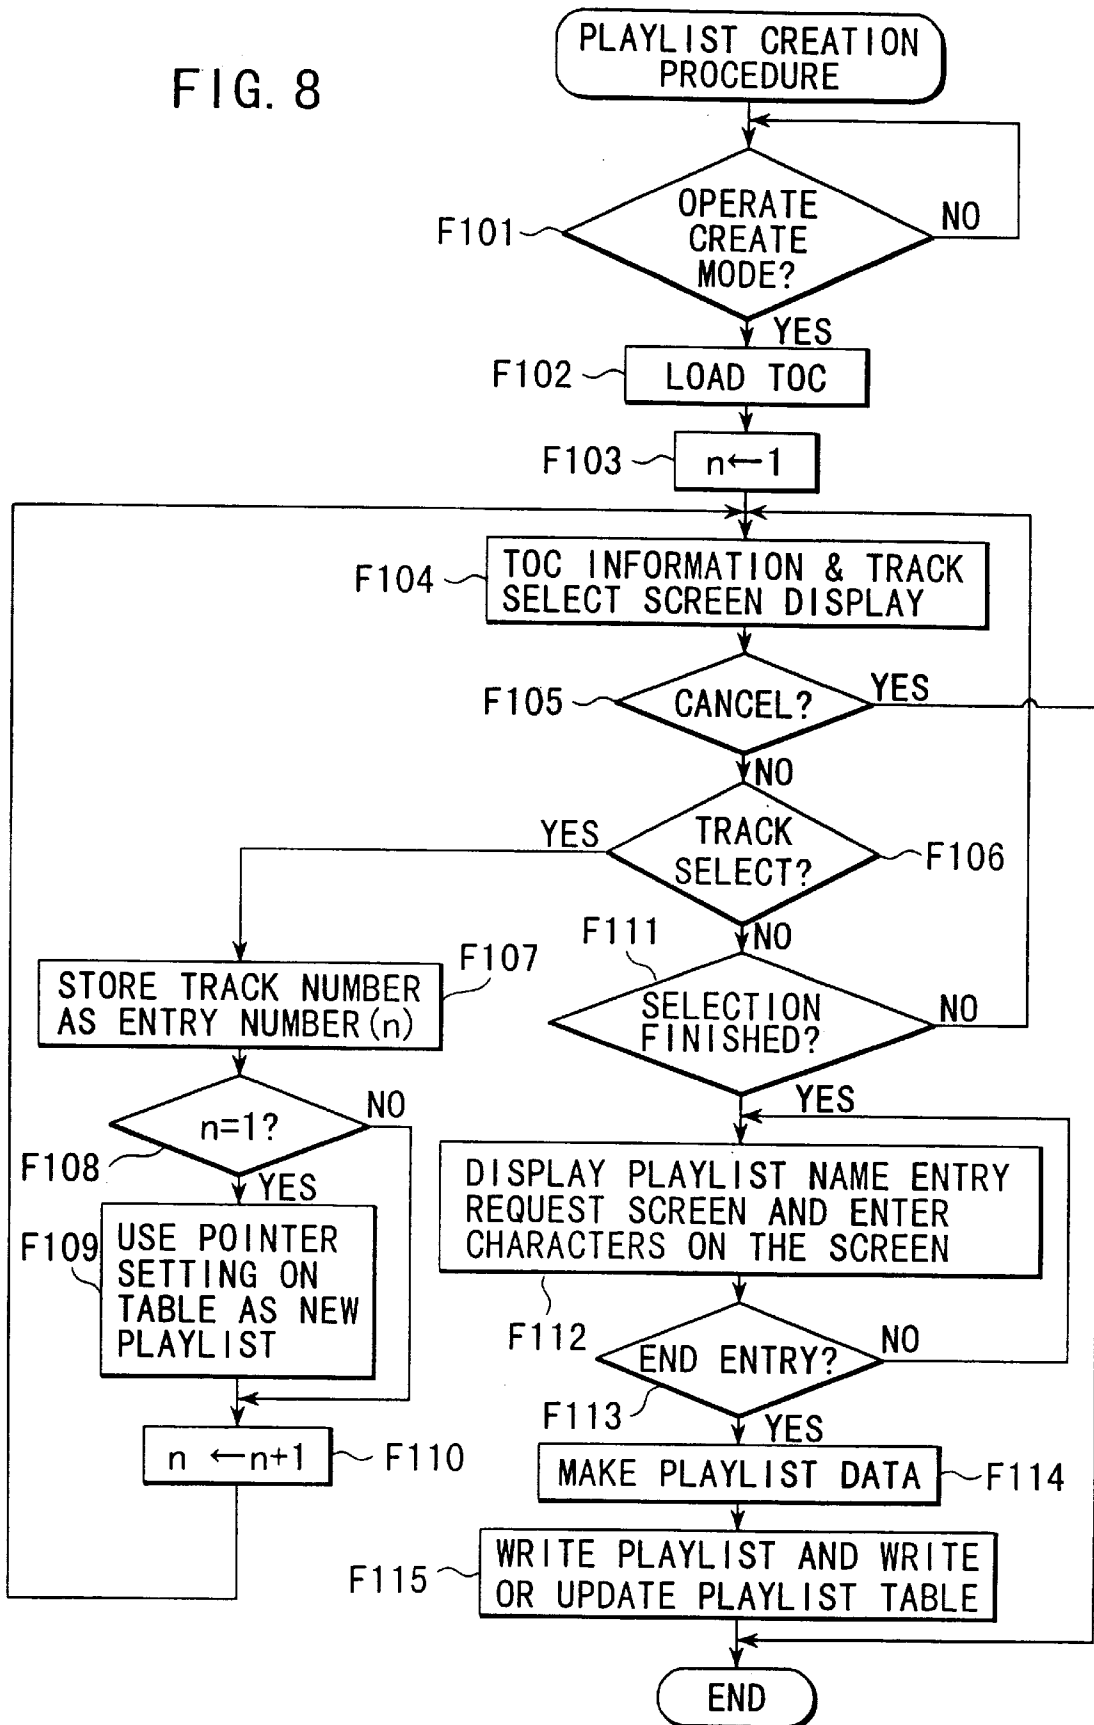 FIG. 8
PLAYLIST CREATION
PROCEDURE
F101
OPERATE
CREATE
MODE?
NO
YES
F102
LOAD TOC
F103
n←1
F104
TOC INFORMATION & TRACK
SELECT SCREEN DISPLAY
F105
CANCEL?
YES
NO
YES
TRACK
SELECT?
F106
NO
F111
SELECTION
FINISHED?
NO
YES
F107
STORE TRACK NUMBER
AS ENTRY NUMBER(n)
n=1?
NO
F108
YES
F109
USE POINTER
SETTING ON
TABLE AS NEW
PLAYLIST
n ←n+1
F110
DISPLAY PLAYLIST NAME ENTRY
REQUEST SCREEN AND ENTER
CHARACTERS ON THE SCREEN
F112
END ENTRY?
NO
F113
YES
MAKE PLAYLIST DATA
F114
F115
WRITE PLAYLIST AND WRITE
OR UPDATE PLAYLIST TABLE
END